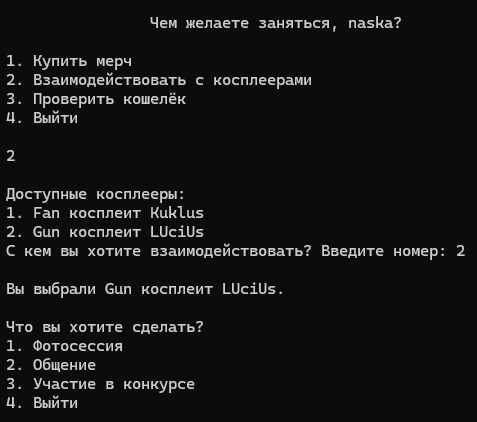 Чем желаете заняться, naska?
1. Купить мерч
2. Взаимодействовать с косплеерами
3. Проверить кошелёк
4. Выйти
2
Доступные косплееры:
1. Fan косплеит Kuklus
2. Gun косплеит LUciUs
С кем вы хотите взаимодействовать? Введите номер: 2
Вы выбрали Gun косплеит LUciUs.
Что вы хотите сделать?
1. Фотосессия
2. Общение
3. Участие в конкурсе
4. Выйти